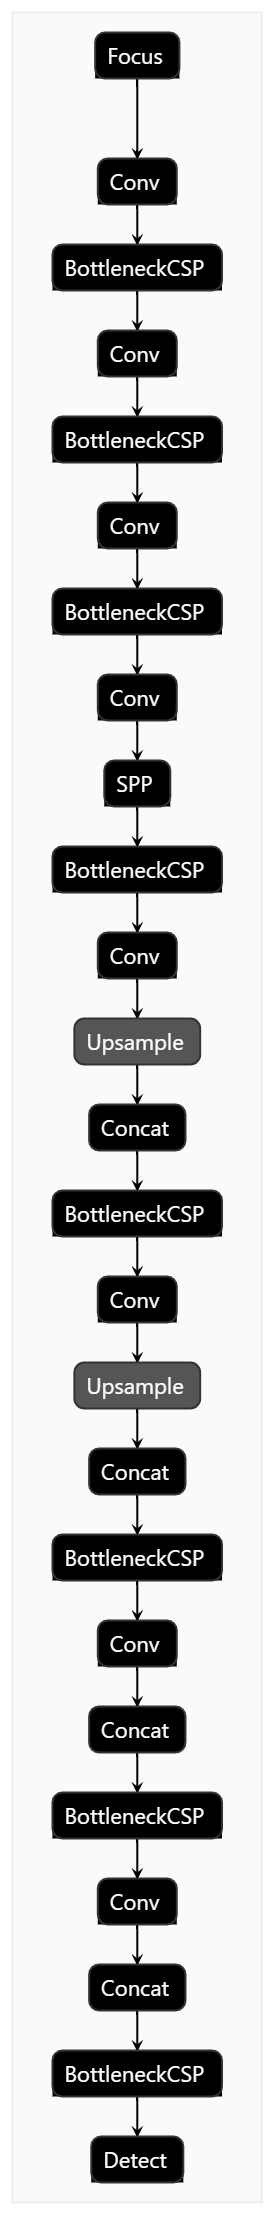 Focus
Conv
BottleneckCSP
Conv
BottleneckCSP
Conv
BottleneckCSP
Conv
SPP
BottleneckCSP
Conv
Upsample
Concat
BottleneckCSP
Conv
Upsample
Concat
BottleneckCSP
Conv
Concat
BottleneckCSP
Conv
Concat
BottleneckCSP
Detect